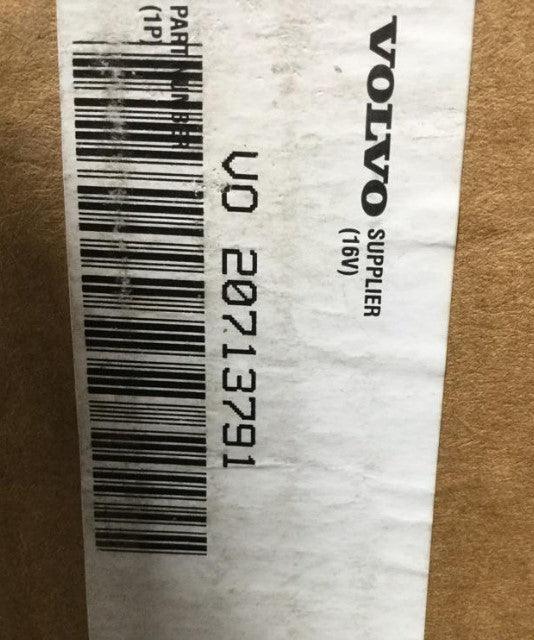 VOLVO SUPPLIER
(16V)
VO 20713791
PART NUMBER
(1P)